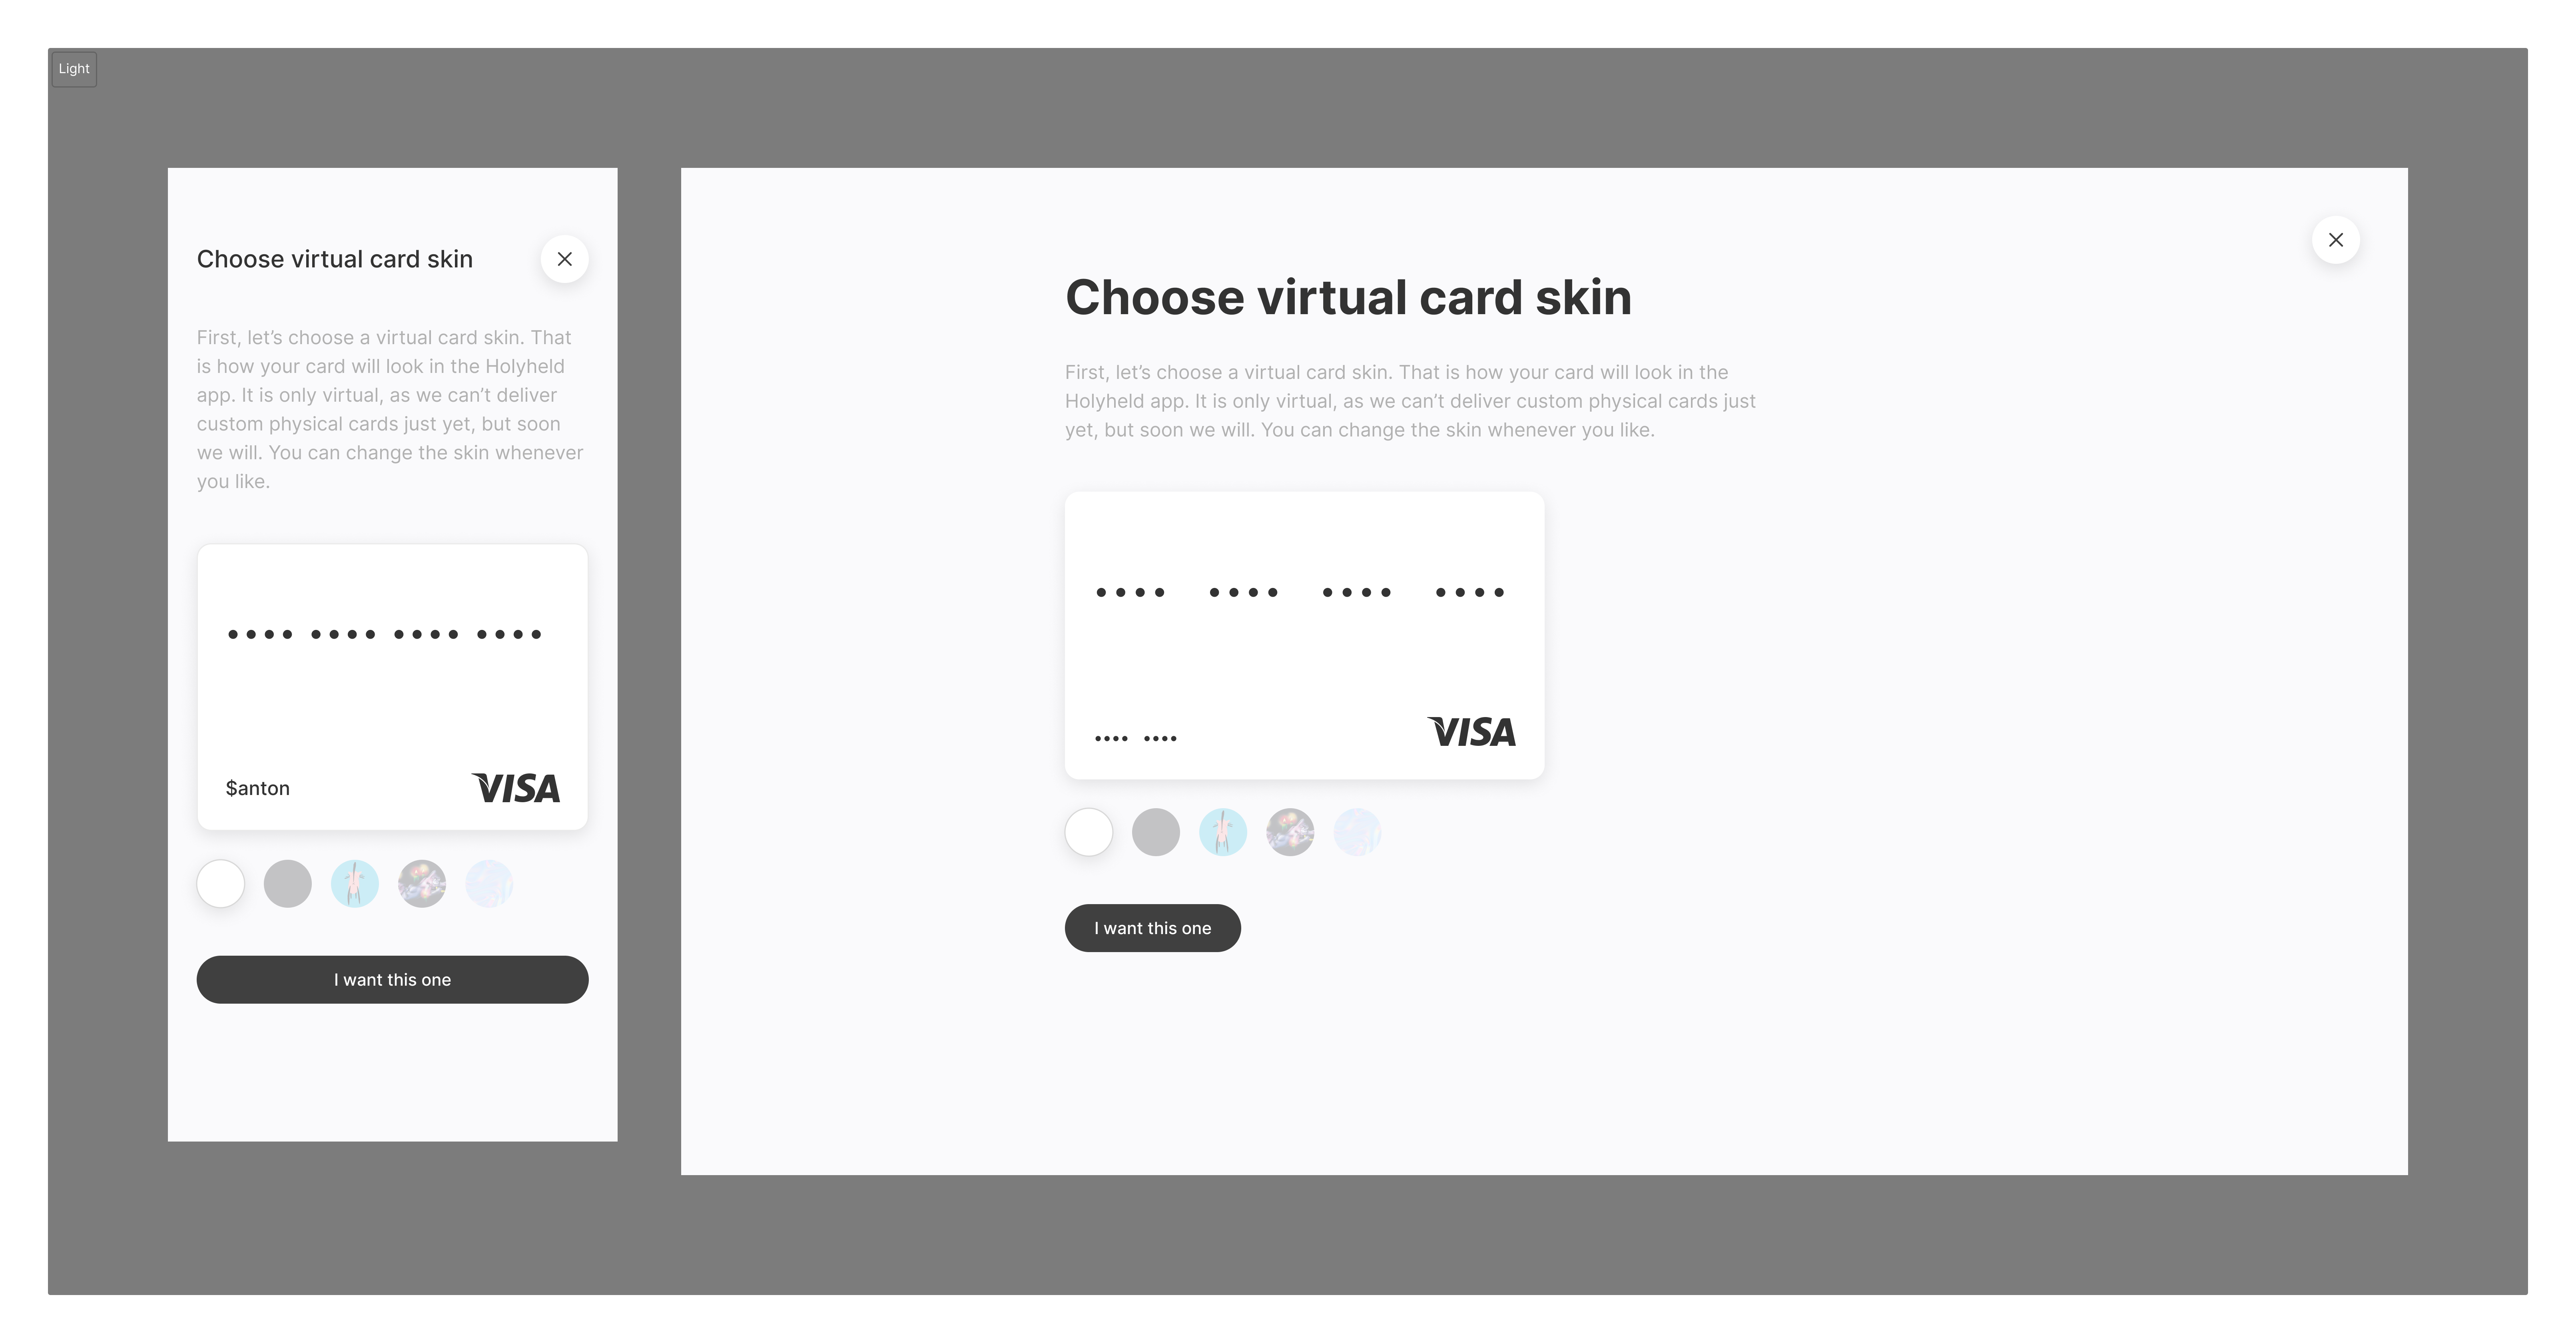 Light
Choose virtual card skin
First, let’s choose a virtual card skin. That
is how your card will look in the Holyheld
app. It is only virtual, as we can’t deliver
custom physical cards just yet, but soon
we will. You can change the skin whenever
you like.
•••• •••• •••• ••••
$anton
VISA
I want this one
Choose virtual card skin
First, let’s choose a virtual card skin. That is how your card will look in the
Holyheld app. It is only virtual, as we can’t deliver custom physical cards just
yet, but soon we will. You can change the skin whenever you like.
•••• •••• •••• ••••
•••• ••••
VISA
I want this one